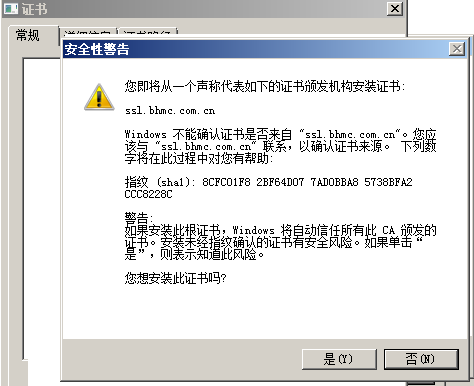 证书
常规 详细信息 证书路径
安全性警告
您即将从一个声称代表如下的证书颁发机构安装证书:
ssl.bhmc.com.cn
Windows 不能确认证书是否来自 "ssl.bhmc.com.cn"。您应
该与 "ssl.bhmc.com.cn" 联系，以确认证书来源。 下列数
字将在此过程中对您有帮助:
指纹 (sha1): 8CFC01F8 2BF64D07 7AD0BBA8 5738BFA2
CCC8228C
警告:
如果安装此根证书，Windows 将自动信任所有此 CA 颁发的
证书。安装未经指纹确认的证书有安全风险。如果单击“
是”，则表示知道此风险。
您想安装此证书吗?
是(Y) 否(N)